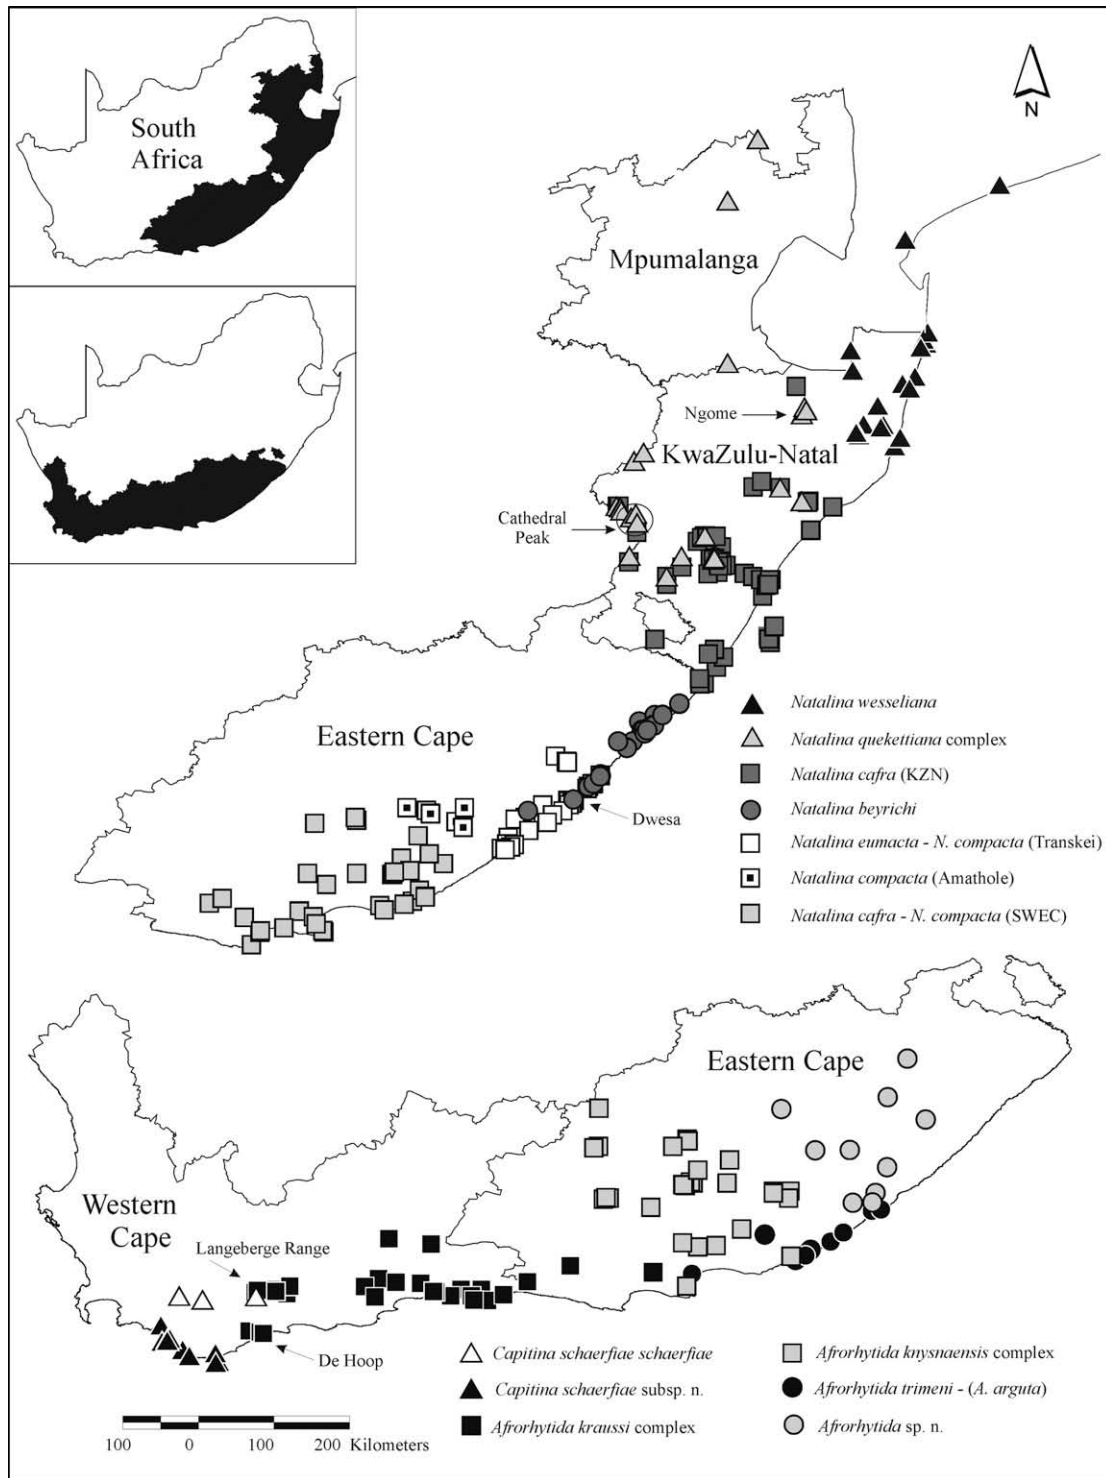 South
Africa
N
Mpumalanga
Ngome
KwaZulu-Natal
Cathedral
Peak
Eastern Cape
Dwesa
Natalina wesseliana
Natalina quekettiana complex
Natalina cafra (KZN)
Natalina beyrichi
Natalina eumacta - N. compacta (Transkei)
Natalina compacta (Amathole)
Natalina cafra - N. compacta (SWEC)
Eastern Cape
Western
Cape
Langeberge Range
De Hoop
Capitina schaerfiae schaerfiae
Capitina schaerfiae subsp. n.
Afrorhytida kraussi complex
Afrorhytida knysnaensis complex
Afrorhytida trimeni - (A. arguta)
Afrorhytida sp. n.
100 0 100 200 Kilometers